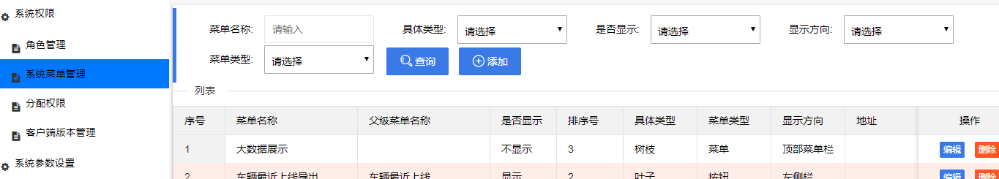 系统权限
角色管理
系统菜单管理
分配权限
客户端版本管理
系统参数设置
菜单名称: 请输入 具体类型: 请选择 是否显示: 请选择 显示方向: 请选择
菜单类型: 请选择 查询 添加
列表
序号 菜单名称 父级菜单名称 是否显示 排序号 具体类型 菜单类型 显示方向 地址 操作
1 大数据展示 不显示 3 树枝 菜单 顶部菜单栏 编辑 删除
2 车辆最近上线导出 车辆最近上线 显示 2 叶子 按钮 左侧栏 编辑 删除